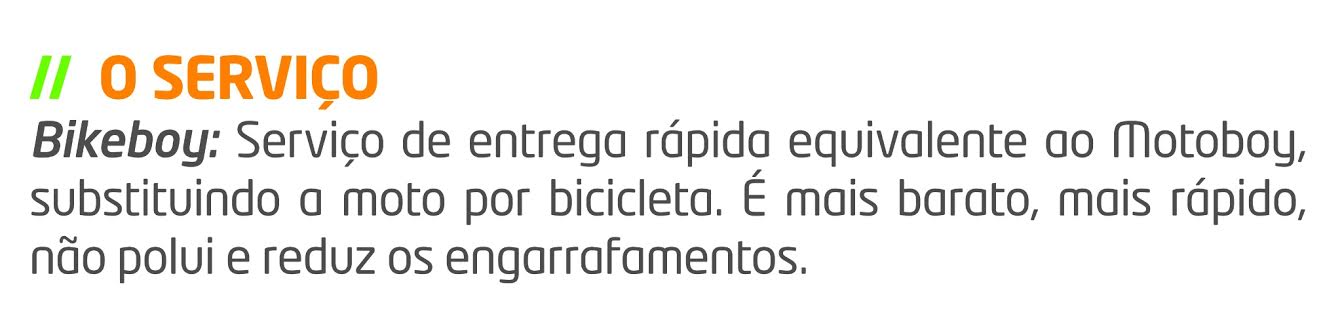 // O SERVIÇO
Bikeboy: Serviço de entrega rápida equivalente ao Motoboy,
substituindo a moto por bicicleta. É mais barato, mais rápido,
não polui e reduz os engarrafamentos.